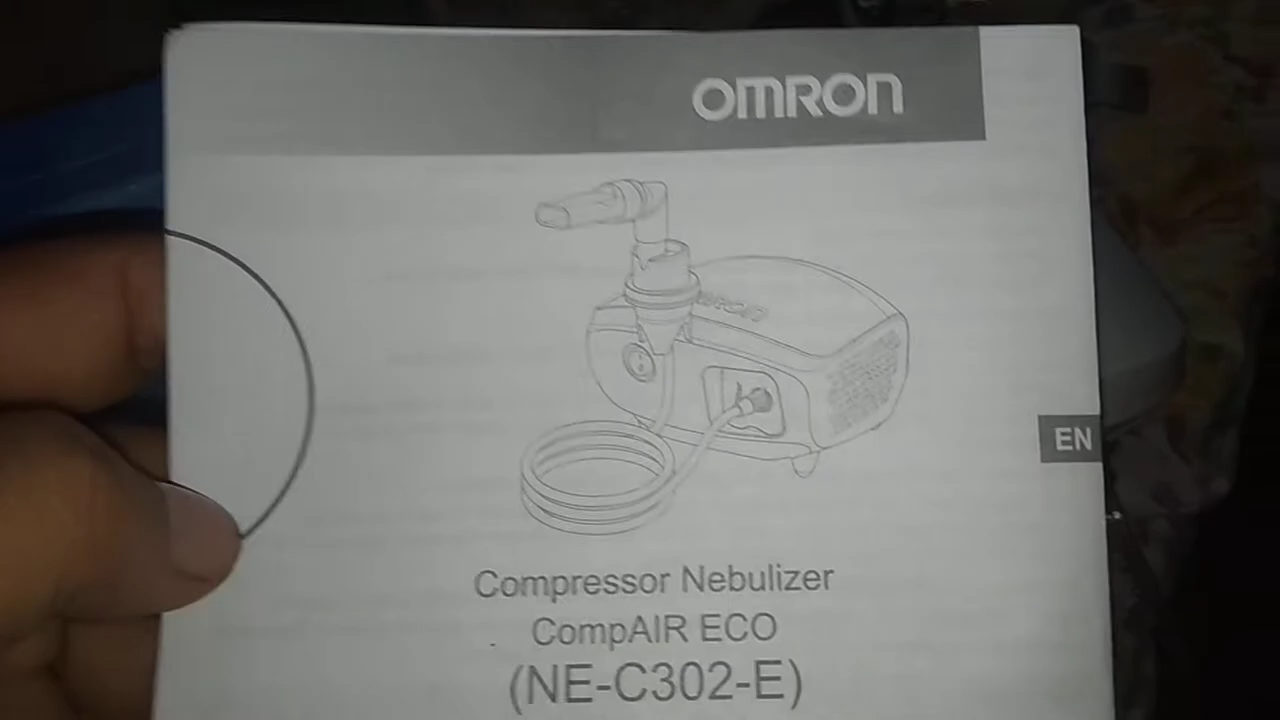 OMRON
EN
Compressor Nebulizer
CompAIR ECO
(NE-C302-E)